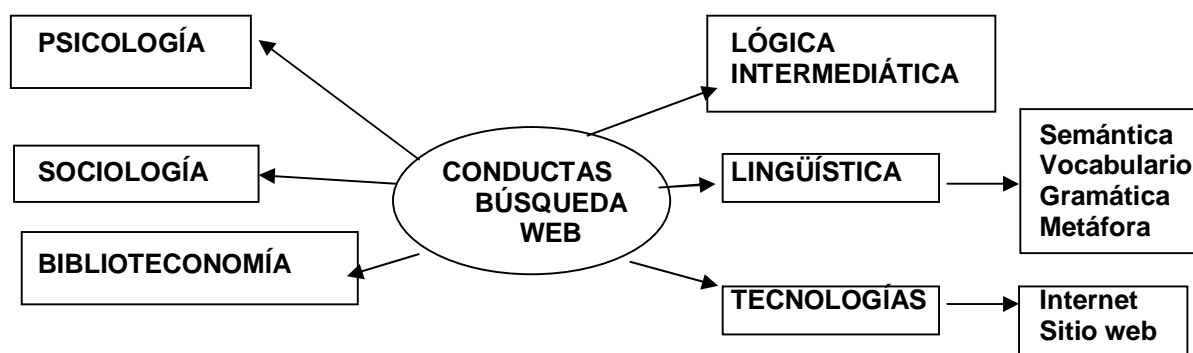 PSICOLOGÍA
SOCIOLOGÍA
BIBLIOTECONOMÍA
CONDUCTAS
BÚSQUEDA
WEB
LÓGICA
INTERMEDIÁTICA
LINGÜÍSTICA
TECNOLOGÍAS
Semántica
Vocabulario
Gramática
Metáfora
Internet
Sitio web